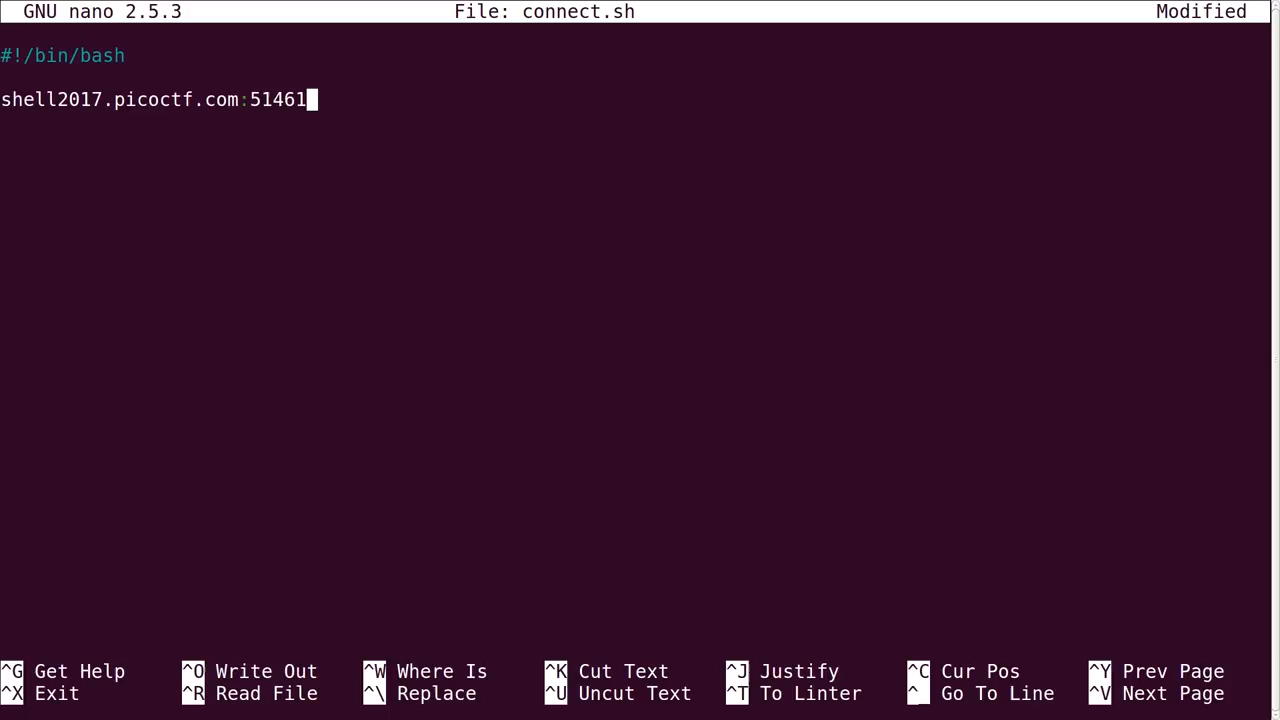 GNU nano 2.5.3 File: connect.sh Modified
#!/bin/bash
shell2017.picoctf.com:51461
^G Get Help ^O Write Out ^W Where Is ^K Cut Text ^J Justify ^C Cur Pos ^Y Prev Page
^X Exit ^R Read File ^\ Replace ^U Uncut Text ^T To Linter ^_ Go To Line ^V Next Page